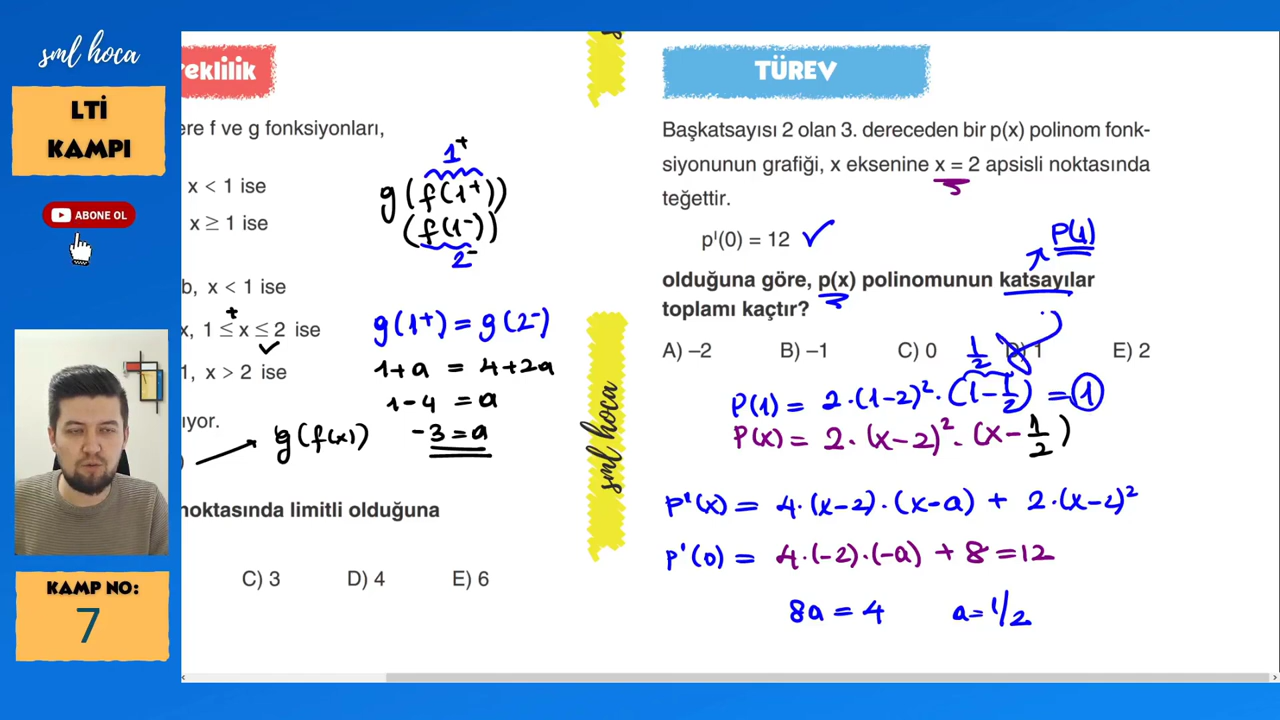 sml hoca
LTİ
KAMPI
ABONE OL
KAMP NO:
7
reklilik
ere f ve g fonksiyonları,
x < 1 ise
x ≥ 1 ise
b, x < 1 ise
x, 1 ≤ x ≤ 2 ise
1, x > 2 ise
ıyor.
noktasında limitli olduğuna
C) 3 D) 4 E) 6
1⁺
g(f(1⁺))
(f(1⁻))
2⁻
g(1⁺) = g(2⁻)
1+a = 4+2a
1-4 = a
-3 = a
g(f(x))
sml hoca
TÜREV
Başkatsayısı 2 olan 3. dereceden bir p(x) polinom fonk-
siyonunun grafiği, x eksenine x = 2 apsisli noktasında
teğettir.
pᴵ(0) = 12 ✓
P(1)
olduğuna göre, p(x) polinomunun katsayılar
toplamı kaçtır?
A) –2 B) –1 C) 0 D) 1 E) 2
1/2
P(1) = 2·(1-2)²·(1-1/2) = 1
P(x) = 2·(x-2)²·(x-1/2)
P'(x) = 4·(x-2)·(x-a) + 2·(x-2)²
P'(0) = 4·(-2)·(-a) + 8 = 12
8a = 4 a = 1/2